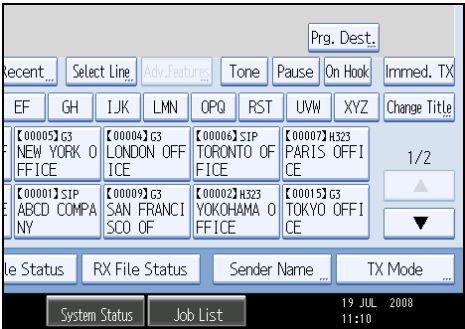 Prg. Dest.
Recent Select Line Adv.Features Tone Pause On Hook Immed. TX
EF GH IJK LMN OPQ RST UVW XYZ Change Title
【00005】G3 【00004】G3 【00006】SIP 【00007】H323
NEW YORK O LONDON OFF TORONTO OF PARIS OFFI
FFICE ICE FICE CE
1/2
【00001】SIP 【00009】G3 【00002】H323 【00015】G3
ABCD COMPA SAN FRANCI YOKOHAMA O TOKYO OFFI
NY SCO OF FFICE CE
le Status RX File Status Sender Name TX Mode
System Status Job List 19 JUL 2008
11:10